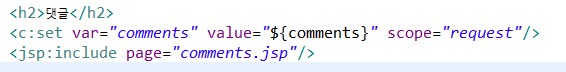 <h2>댓글</h2>
<c:set var="comments" value="${comments}" scope="request"/>
<jsp:include page="comments.jsp"/>